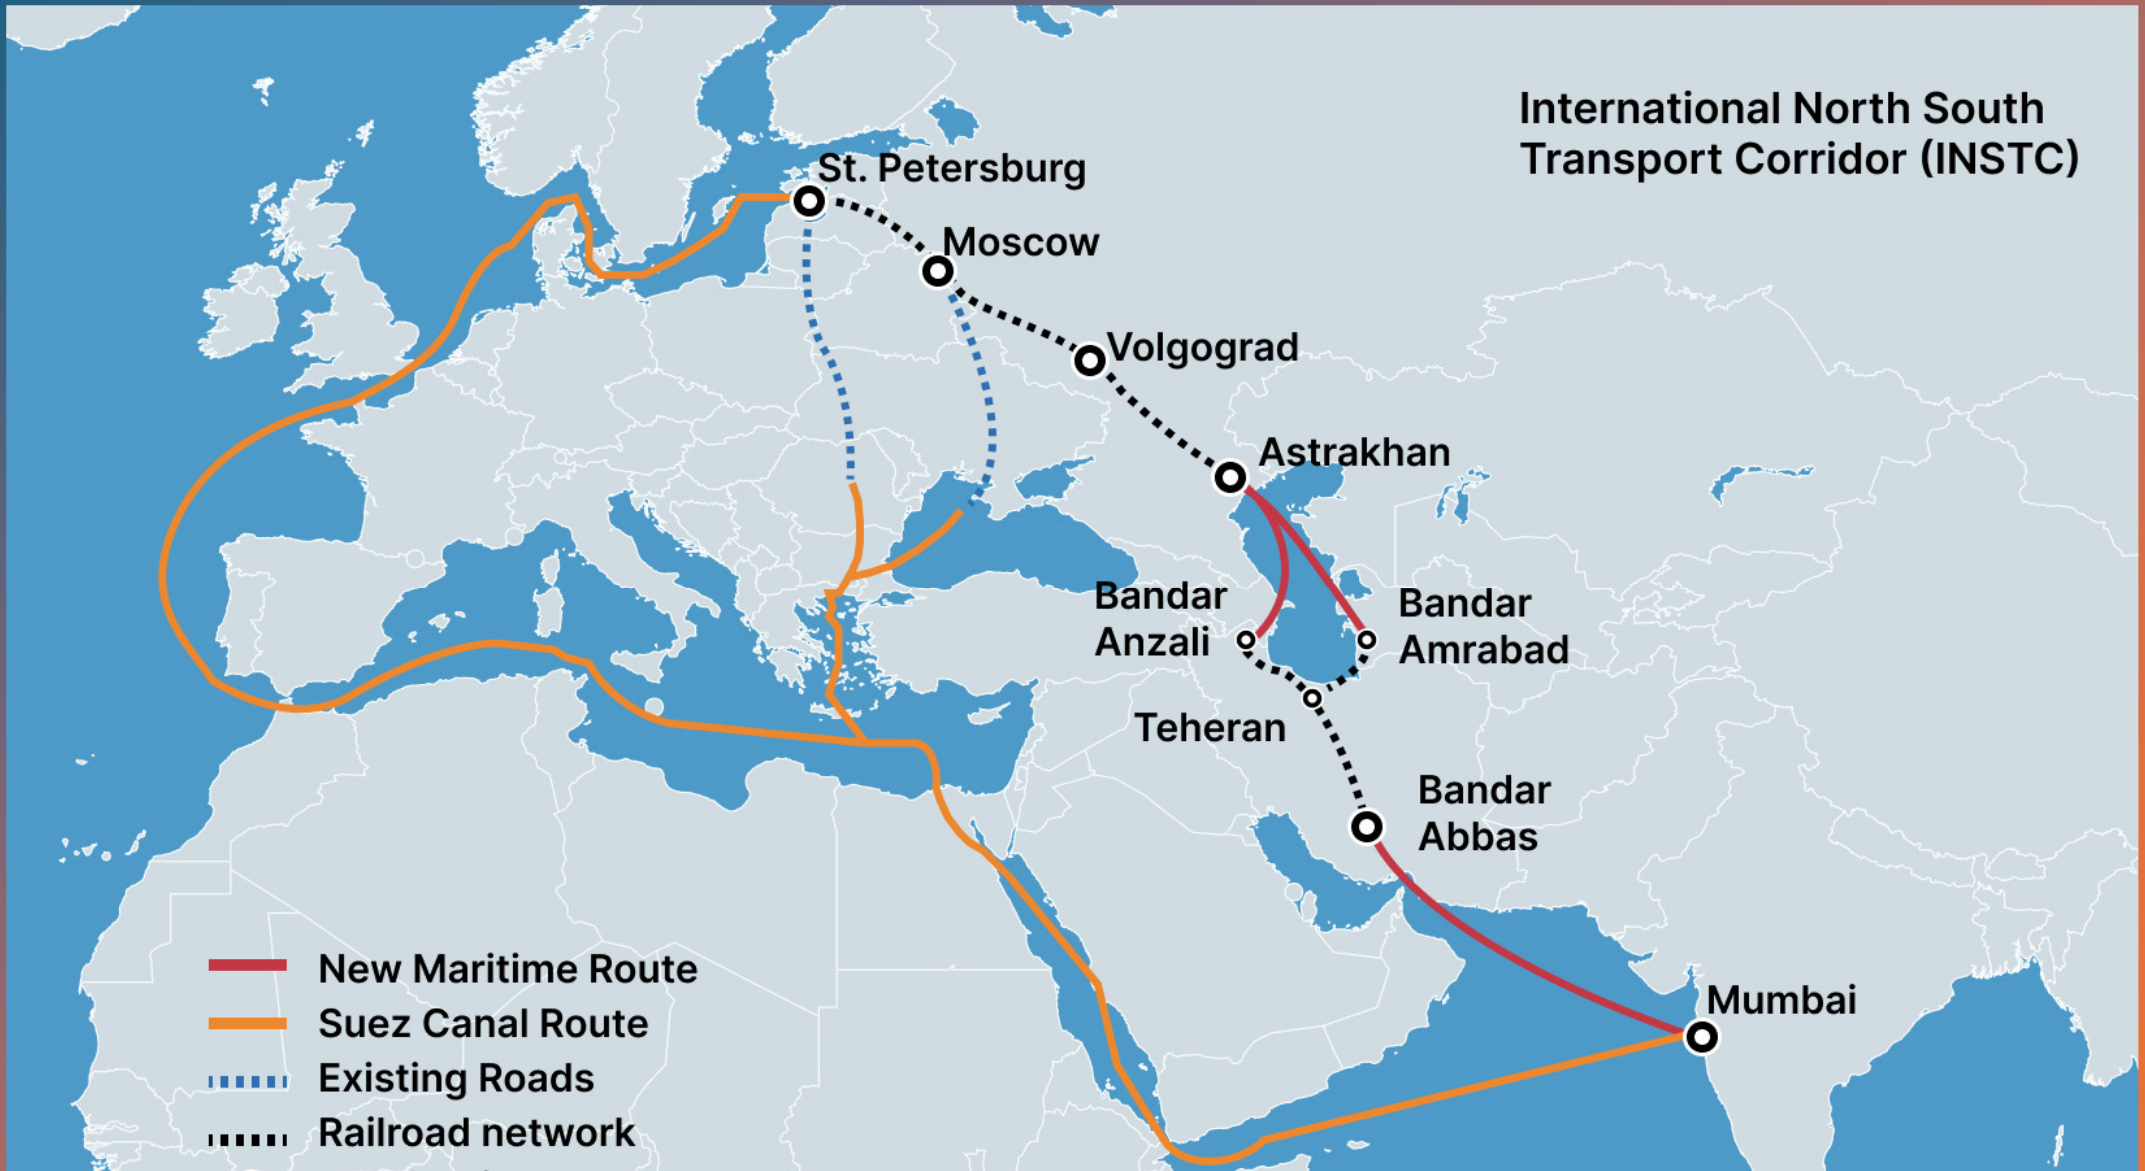 International North South
Transport Corridor (INSTC)
St. Petersburg
Moscow
Volgograd
Astrakhan
Bandar
Anzali
Bandar
Amrabad
Teheran
Bandar
Abbas
Mumbai
New Maritime Route
Suez Canal Route
Existing Roads
Railroad network